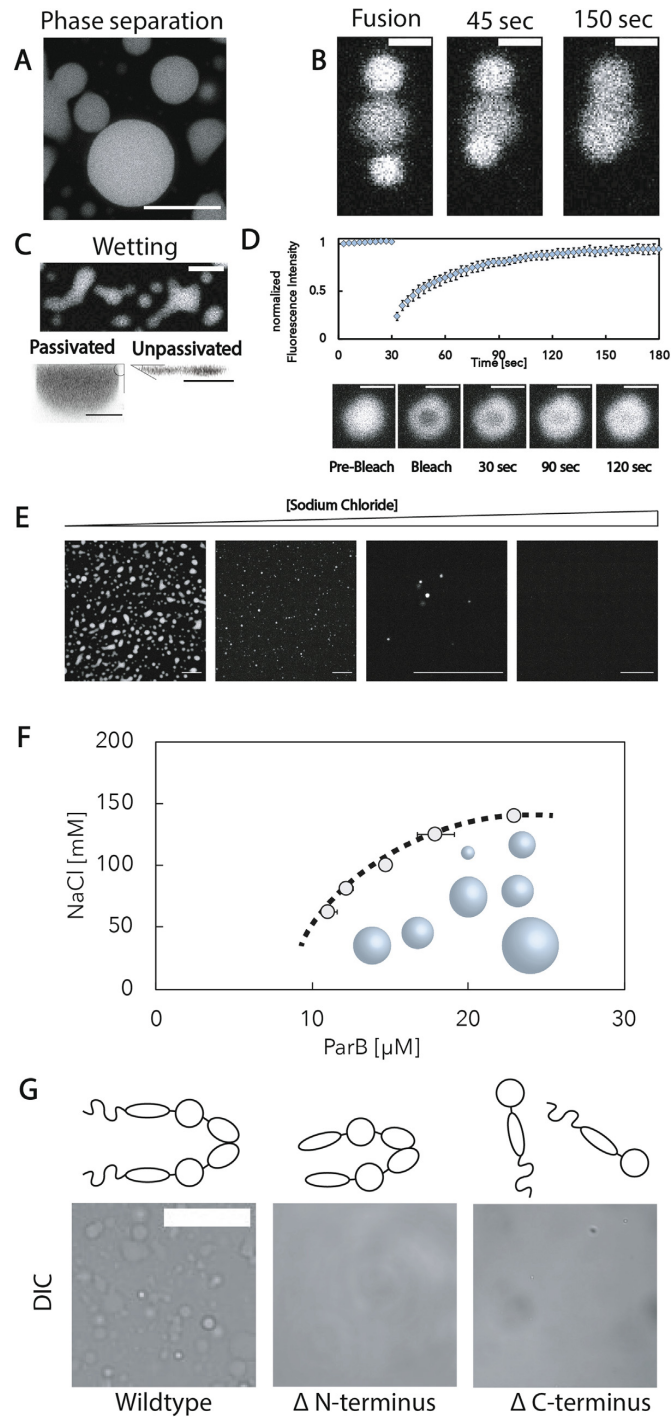 Phase separation
A
B
Fusion
45 sec
150 sec
C
Wetting
Passivated
Unpassivated
D
normalized
Fluorescence Intensity
1
0.5
0
0
30
60
90
120
150
180
Time [sec]
Pre-Bleach
Bleach
30 sec
90 sec
120 sec
E
[Sodium Chloride]
F
200
150
100
50
0
NaCl [mM]
0
10
20
30
ParB [µM]
G
DIC
Wildtype
Δ N-terminus
Δ C-terminus